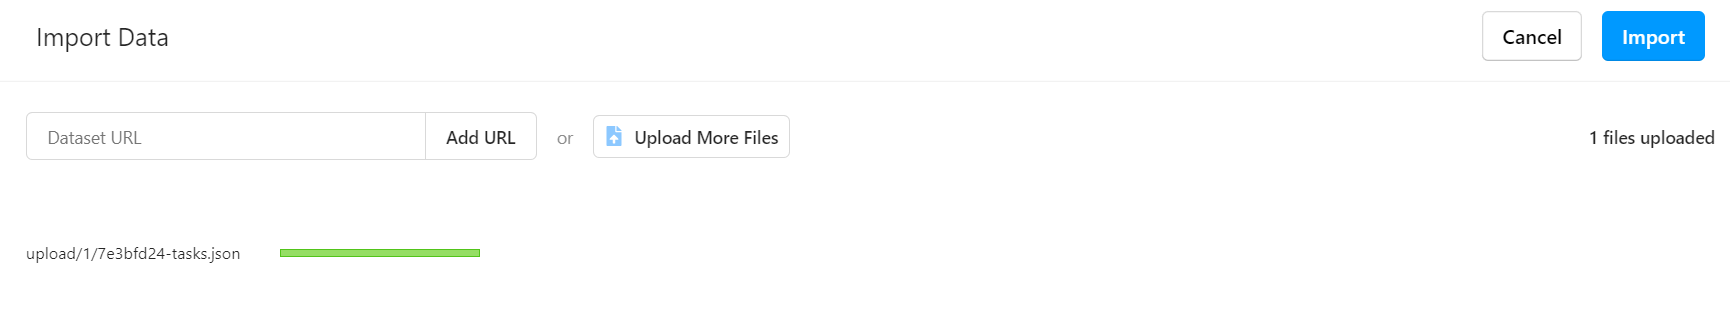 Import Data
Cancel
Import
Dataset URL
Add URL
or
Upload More Files
1 files uploaded
upload/1/7e3bfd24-tasks.json